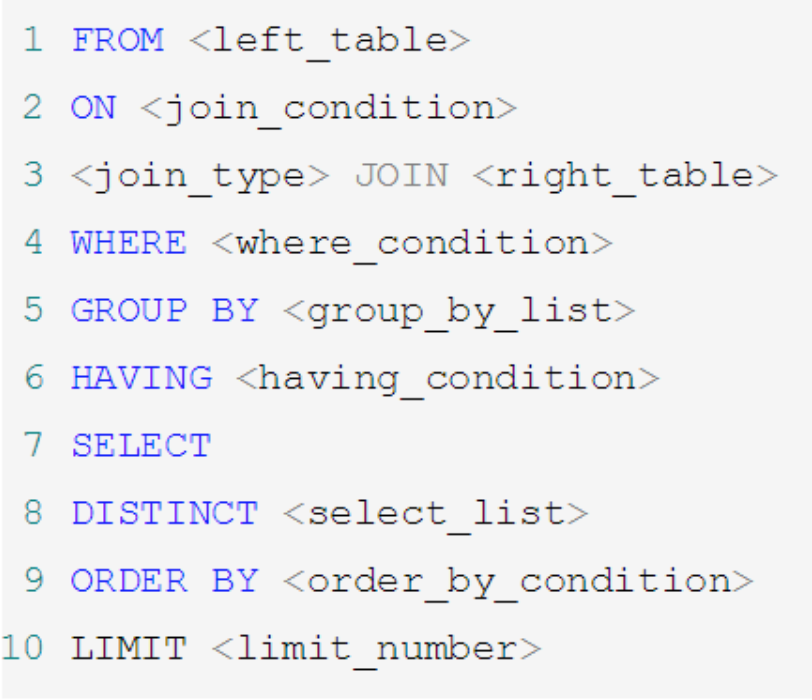 1 FROM <left_table>
2 ON <join_condition>
3 <join_type> JOIN <right_table>
4 WHERE <where_condition>
5 GROUP BY <group_by_list>
6 HAVING <having_condition>
7 SELECT
8 DISTINCT <select_list>
9 ORDER BY <order_by_condition>
10 LIMIT <limit_number>